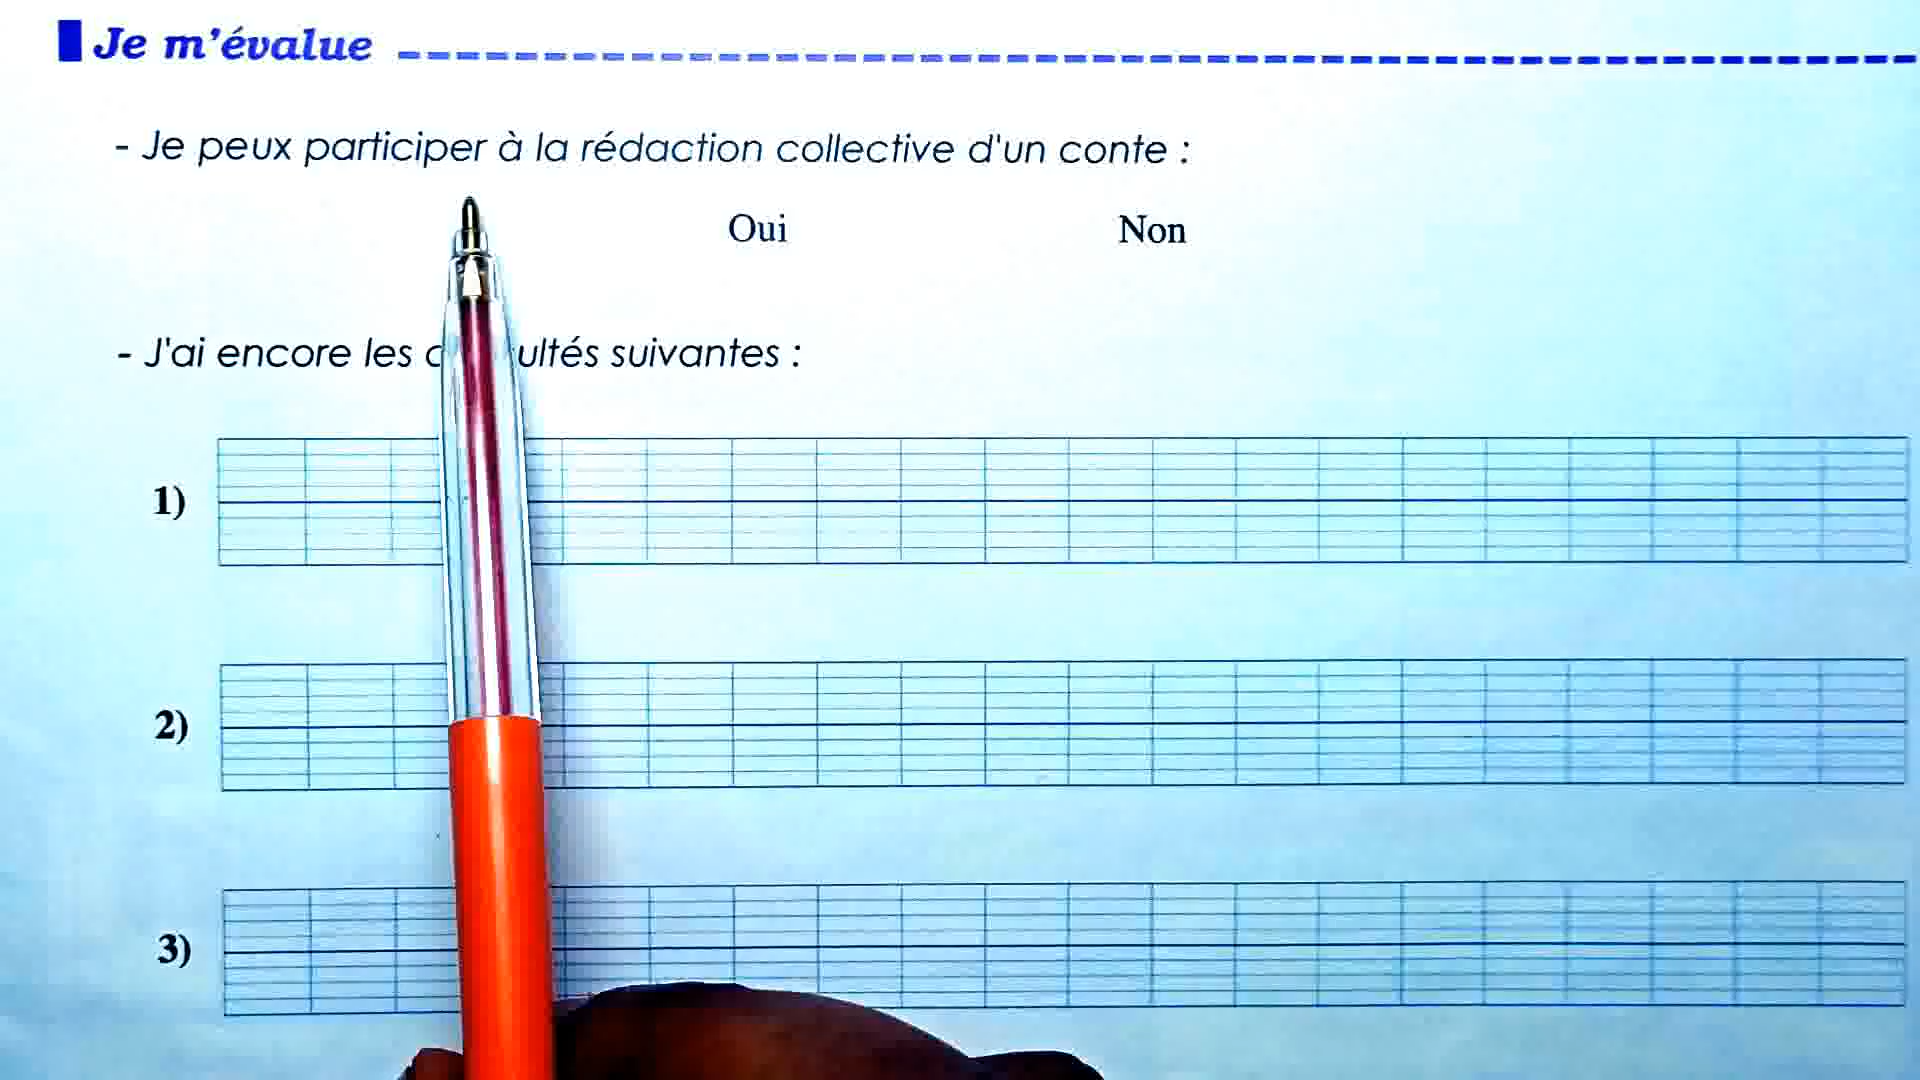 Je m'évalue
- Je peux participer à la rédaction collective d'un conte :
Oui Non
- J'ai encore les suivantes :
1)
2)
3)